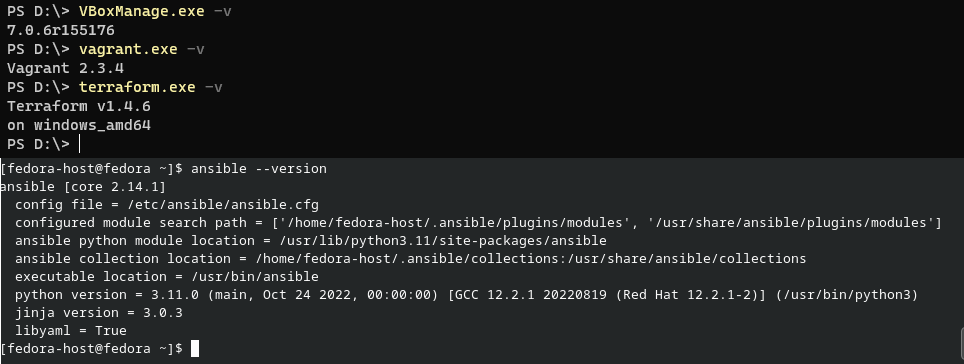 PS D:\> VBoxManage.exe -v
7.0.6r155176
PS D:\> vagrant.exe -v
Vagrant 2.3.4
PS D:\> terraform.exe -v
Terraform v1.4.6
on windows_amd64
PS D:\>
[fedora-host@fedora ~]$ ansible --version
ansible [core 2.14.1]
  config file = /etc/ansible/ansible.cfg
  configured module search path = ['/home/fedora-host/.ansible/plugins/modules', '/usr/share/ansible/plugins/modules']
  ansible python module location = /usr/lib/python3.11/site-packages/ansible
  ansible collection location = /home/fedora-host/.ansible/collections:/usr/share/ansible/collections
  executable location = /usr/bin/ansible
  python version = 3.11.0 (main, Oct 24 2022, 00:00:00) [GCC 12.2.1 20220819 (Red Hat 12.2.1-2)] (/usr/bin/python3)
  jinja version = 3.0.3
  libyaml = True
[fedora-host@fedora ~]$